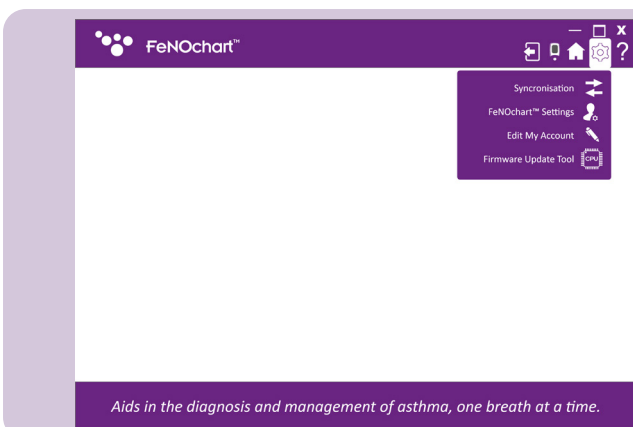 FeNOchart™
— X
?
Syncronisation
FeNOchart™ Settings
Edit My Account
Firmware Update Tool CPU
Aids in the diagnosis and management of asthma, one breath at a time.